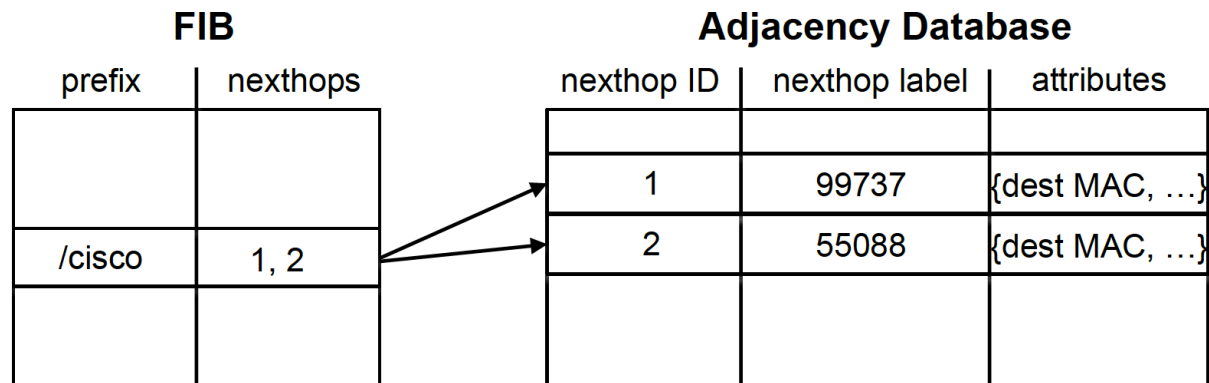 FIB Adjacency Database
prefix nexthops nexthop ID nexthop label attributes
1 99737 {dest MAC, …}
/cisco 1, 2 2 55088 {dest MAC, …}